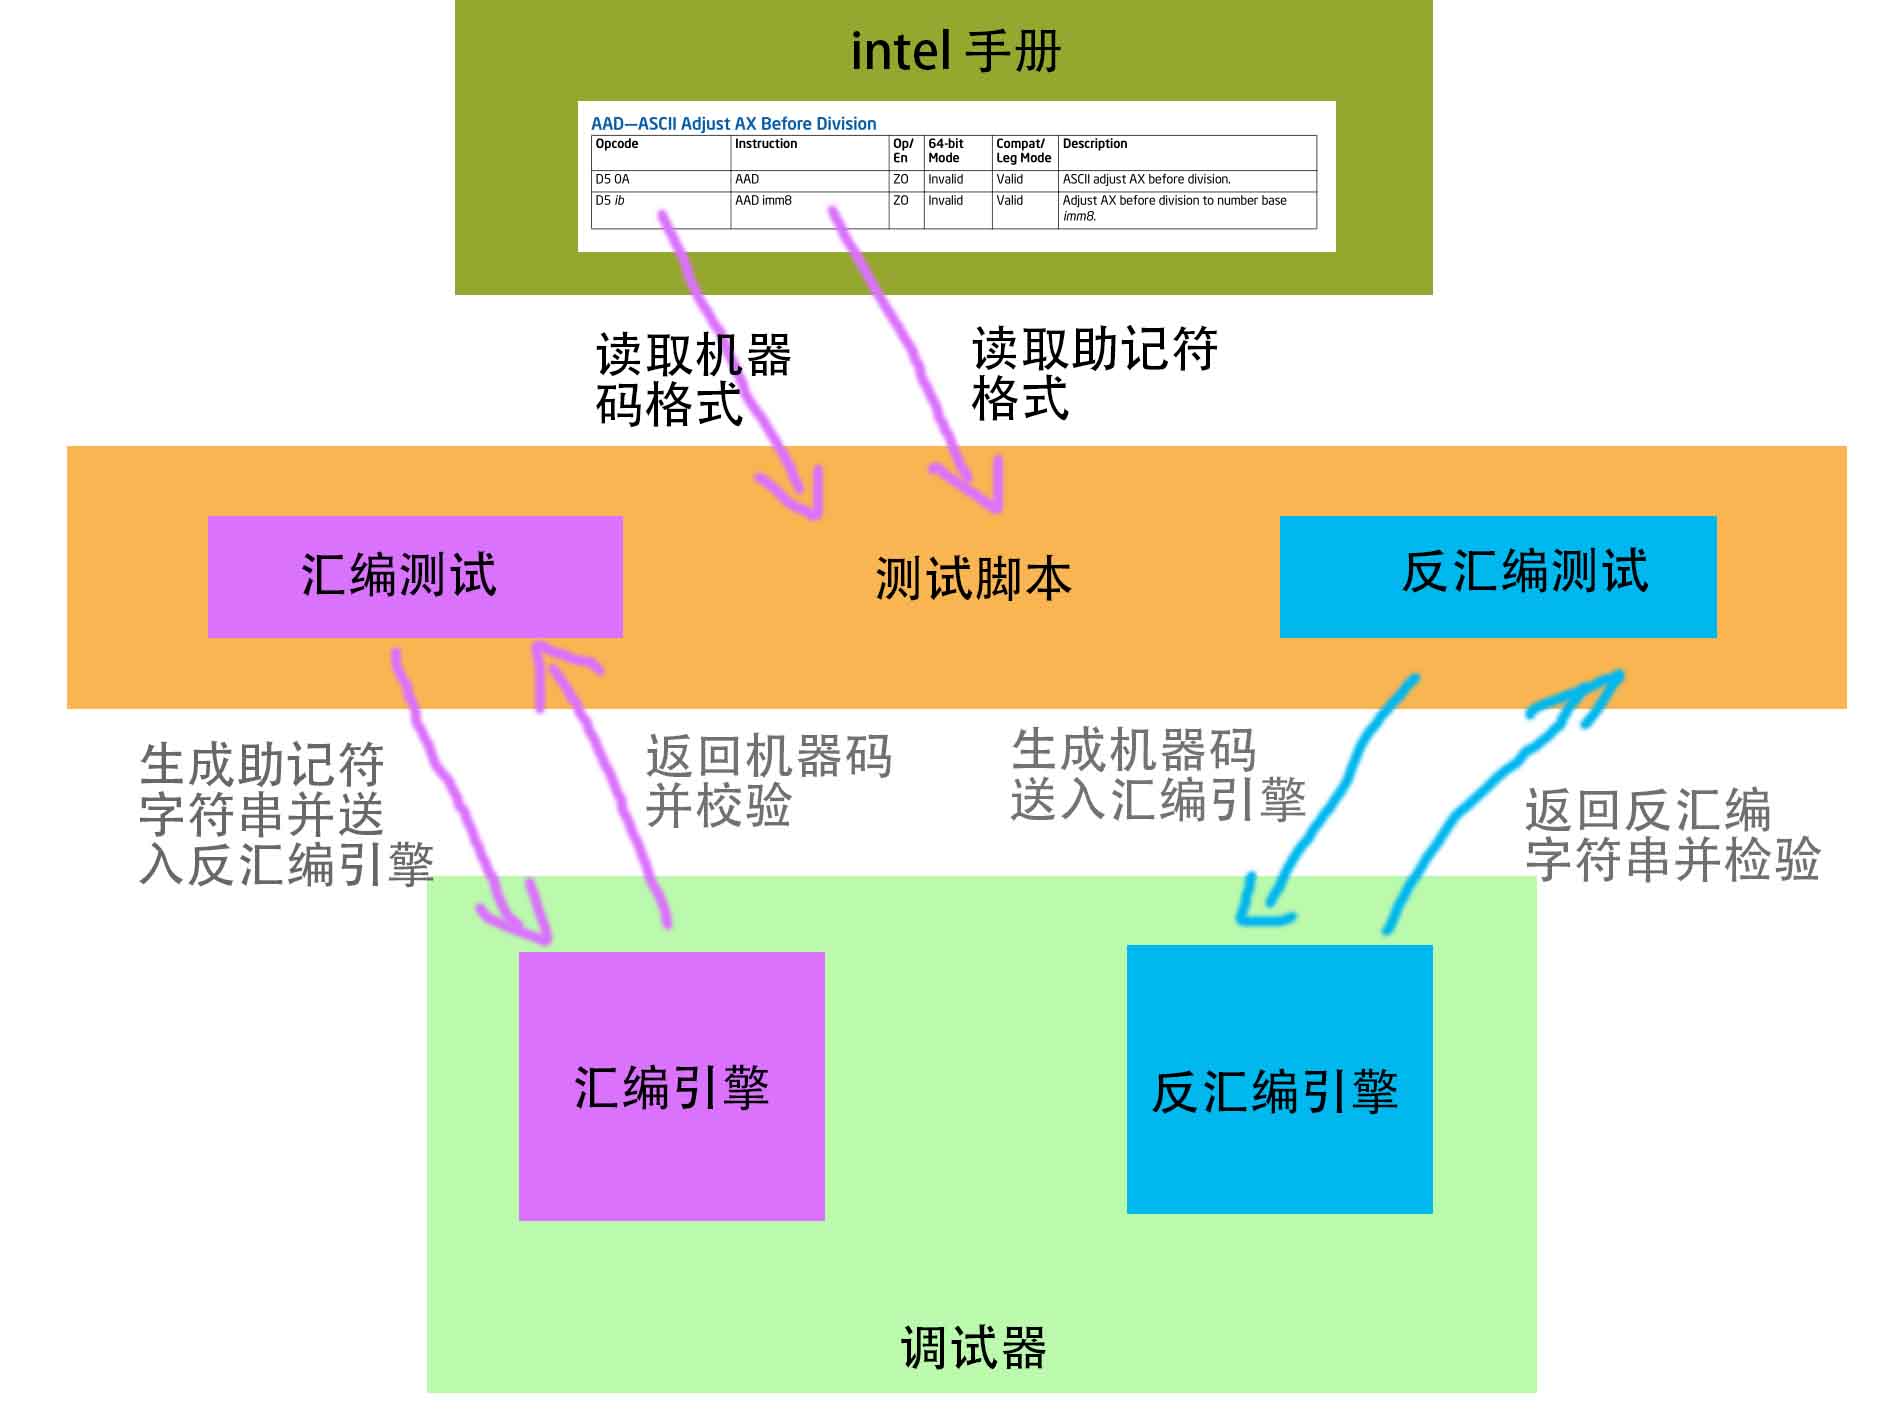 intel 手册
AAD—ASCII Adjust AX Before Division
Opcode Instruction Op/ 64-bit Compat/ Description
En Mode Leg Mode
D5 0A AAD ZO Invalid Valid ASCII adjust AX before division.
D5 ib AAD imm8 ZO Invalid Valid Adjust AX before division to number base
imm8.
读取机器
码格式
读取助记符
格式
汇编测试
测试脚本
反汇编测试
生成助记符
字符串并送
入反汇编引擎
返回机器码
并校验
生成机器码
送入汇编引擎
返回反汇编
字符串并检验
汇编引擎
反汇编引擎
调试器